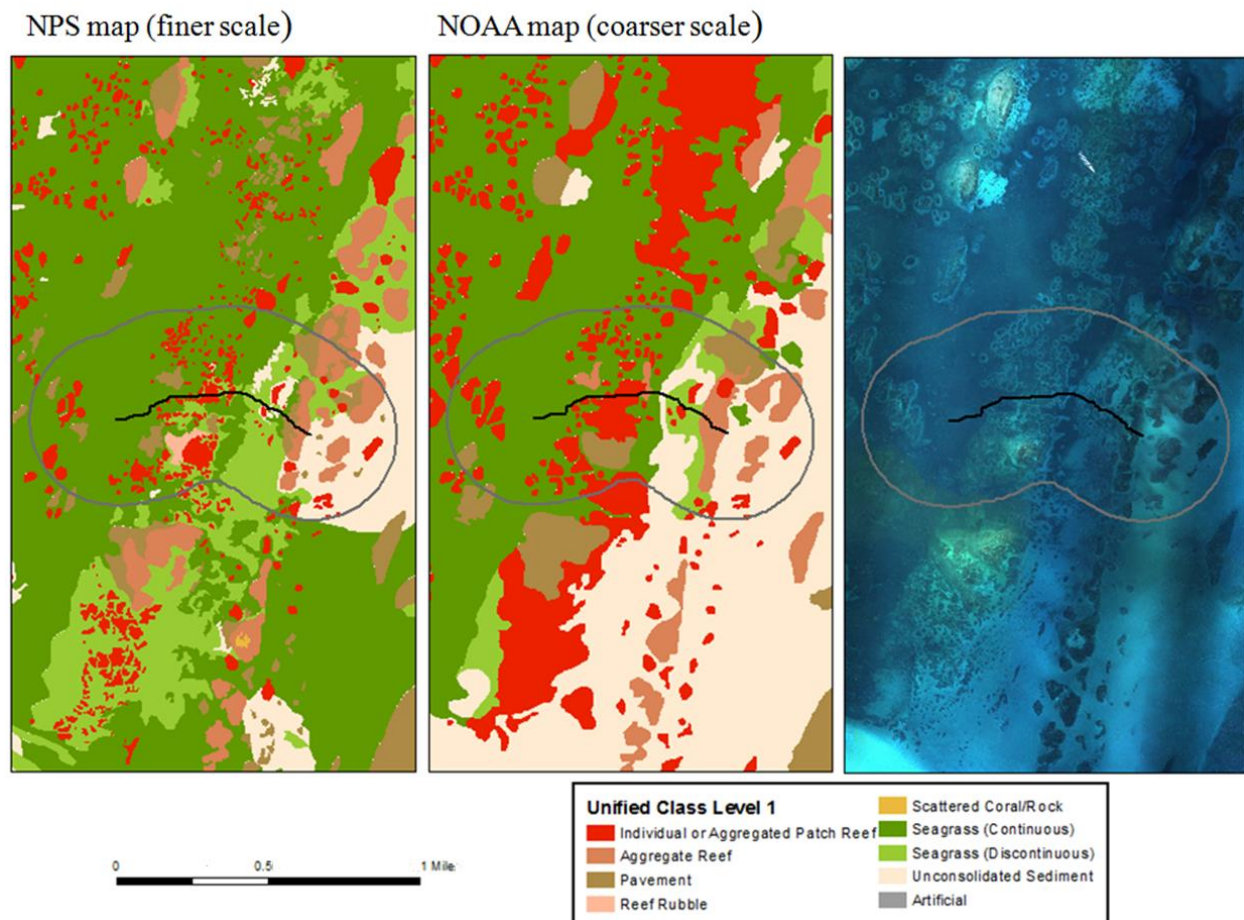 NPS map (finer scale)
NOAA map (coarser scale)
Unified Class Level 1
Individual or Aggregated Patch Reef
Aggregate Reef
Pavement
Reef Rubble
Scattered Coral/Rock
Seagrass (Continuous)
Seagrass (Discontinuous)
Unconsolidated Sediment
Artificial
0 0.5 1 Mile